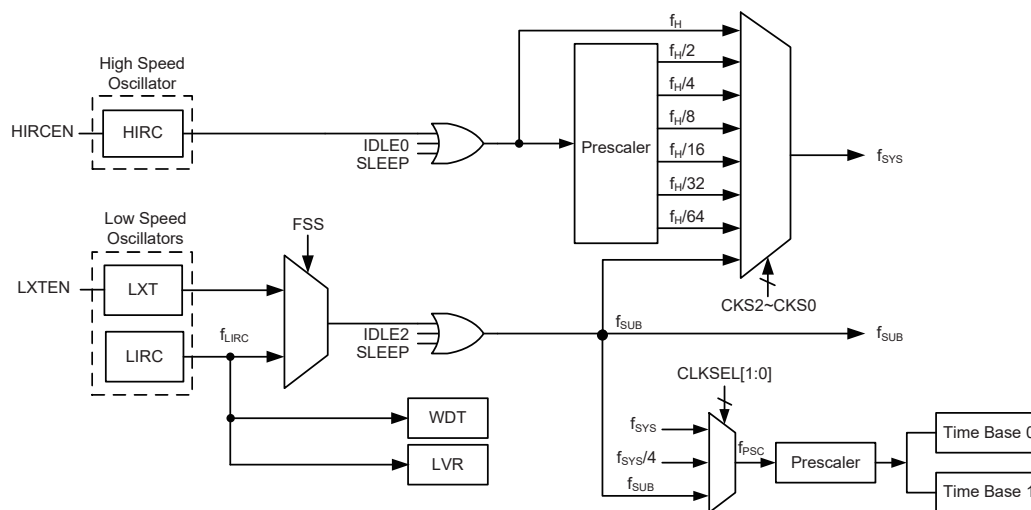 High Speed
Oscillator
HIRCEN
HIRC
IDLE0
SLEEP
Prescaler
fH
fH/2
fH/4
fH/8
fH/16
fH/32
fH/64
fSYS
CKS2~CKS0
Low Speed
Oscillators
LXTEN
LXT
LIRC
fLIRC
FSS
IDLE2
SLEEP
fSUB
fSUB
WDT
LVR
CLKSEL[1:0]
fSYS
fSYS/4
fSUB
fPSC
Prescaler
Time Base 0
Time Base 1